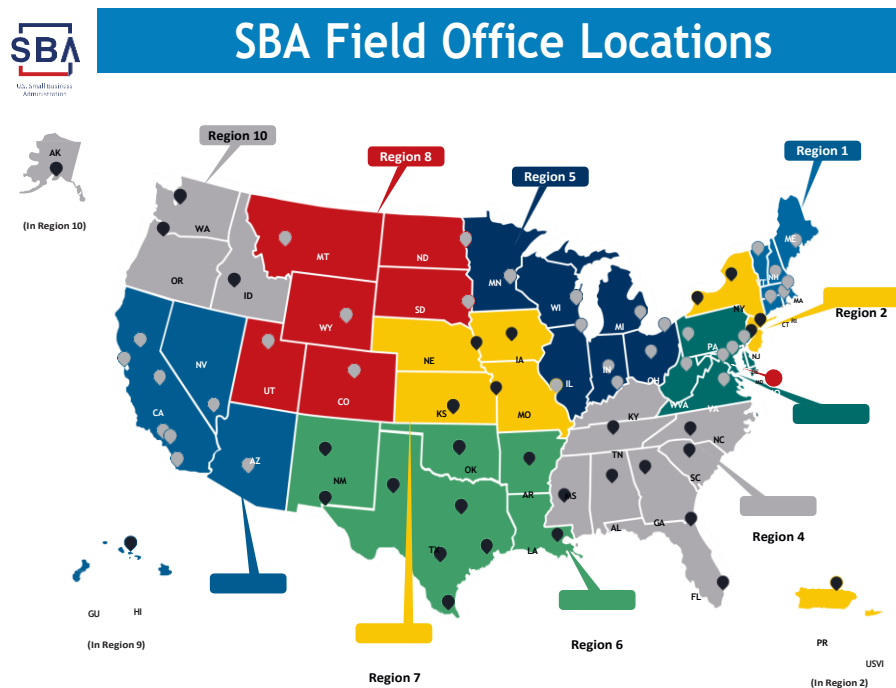 SBA Field Office Locations
SBA
U.S. Small Business
Administration
Region 10
Region 8
Region 1
AK
Region 5
(In Region 10)
WA
ME
MT
ND
OR
ID
MN
NH
SD
WI
MA
NY
Region 2
WY
MI
CT
RI
NE
IA
PA
NJ
NV
UT
CO
IL
IN
OH
MD
CA
KS
MO
WVA
VA
KY
NC
AZ
NM
OK
TN
SC
AR
MS
AL
GA
Region 4
TX
LA
FL
GU
HI
(In Region 9)
Region 6
PR
USVI
Region 7
(In Region 2)